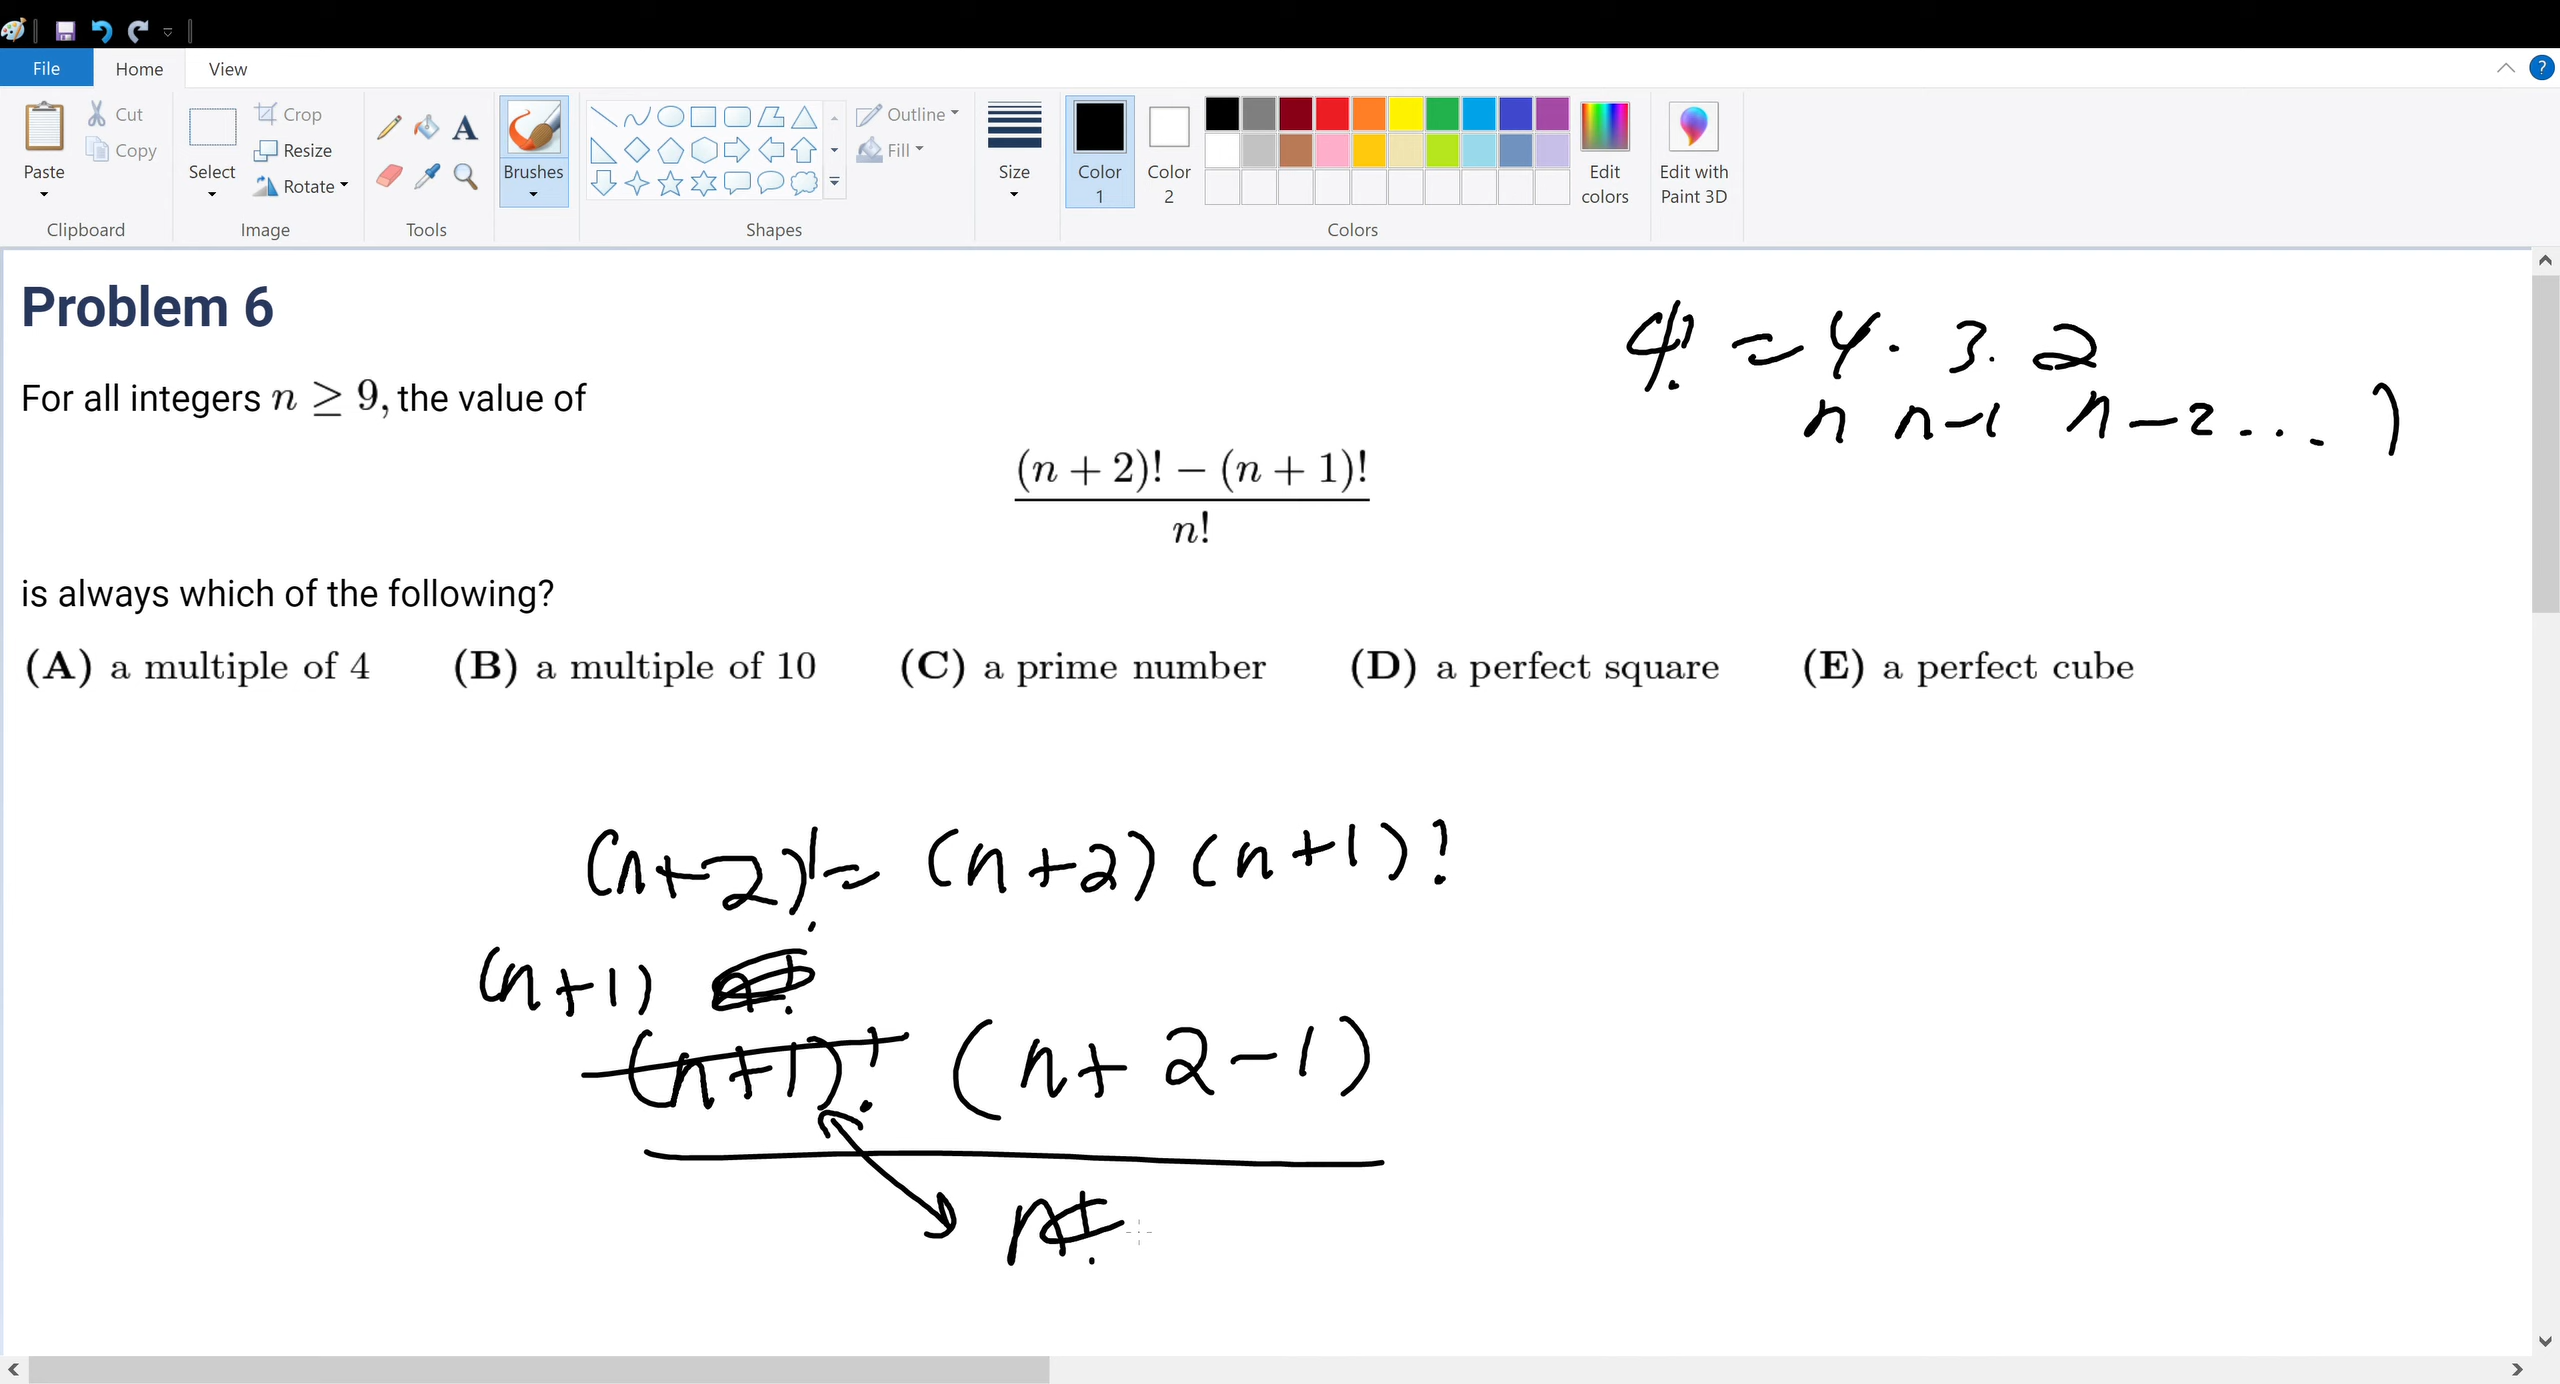 File Home View
Paste Cut Copy Select Crop Resize Rotate Brushes Outline Fill Size Color 1 Color 2 Edit colors Edit with Paint 3D
Clipboard Image Tools Shapes Colors
Problem 6
4! = 4 · 3 · 2
For all integers n ≥ 9, the value of
n n-1 n-2 ... 1
(n + 2)! − (n + 1)!
n!
is always which of the following?
(A) a multiple of 4 (B) a multiple of 10 (C) a prime number (D) a perfect square (E) a perfect cube
(n+2)! = (n+2) (n+1)!
(n+1) n!
(n+1)! (n+2-1)
n!